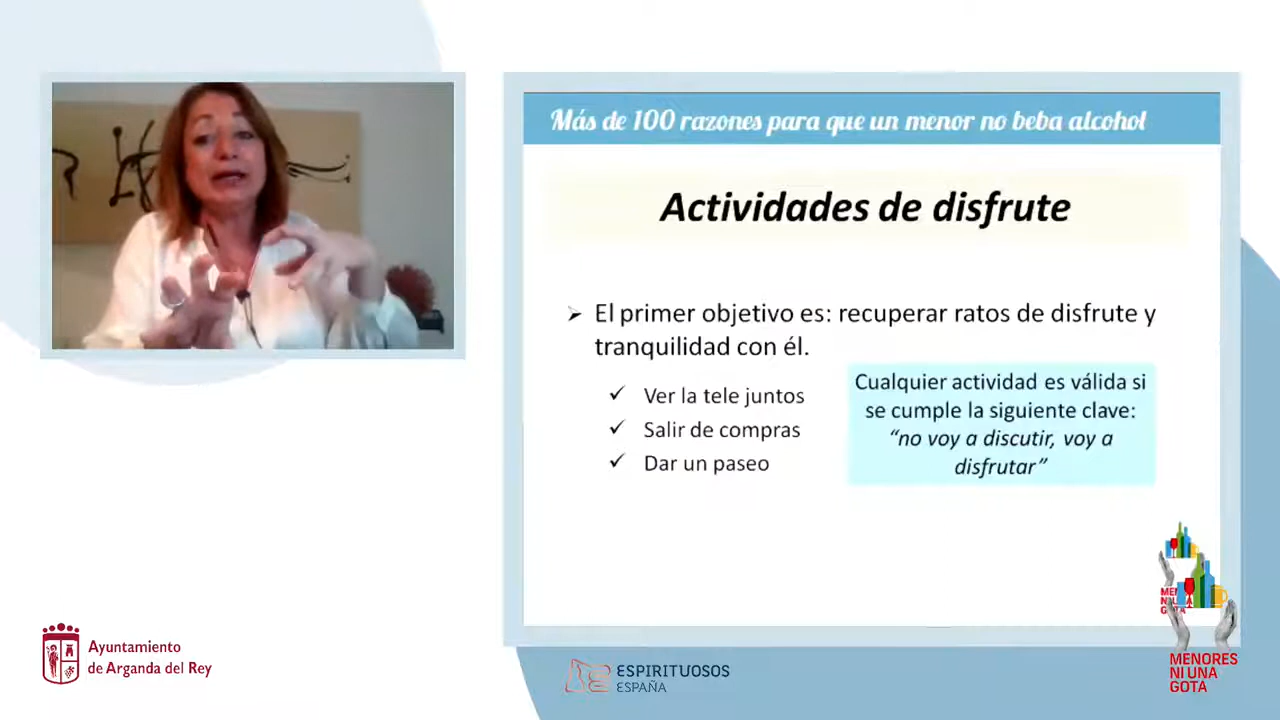 Más de 100 razones para que un menor no beba alcohol
Actividades de disfrute
El primer objetivo es: recuperar ratos de disfrute y
tranquilidad con él.
Ver la tele juntos
Salir de compras
Dar un paseo
Cualquier actividad es válida si
se cumple la siguiente clave:
“no voy a discutir, voy a
disfrutar”
Ayuntamiento
de Arganda del Rey
ESPIRITUOSOS
ESPAÑA
MENORES
NI UNA
GOTA